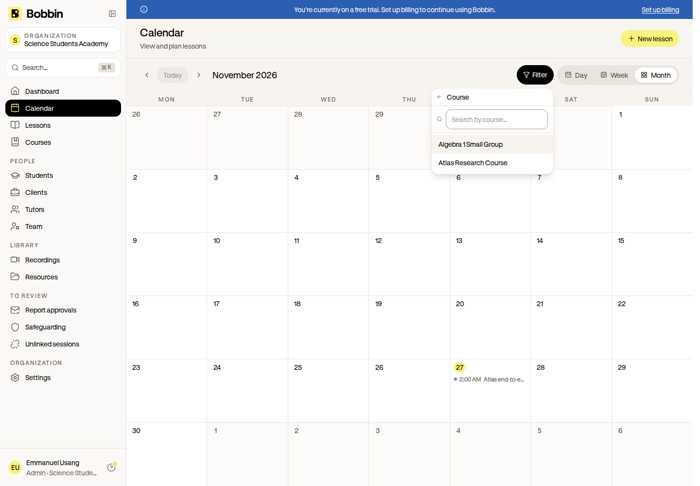 Bobbin
You're currently on a free trial. Set up billing to continue using Bobbin.
Set up billing
ORGANIZATION
S
Science Students Academy
Search...
⌘ K
Dashboard
Calendar
Lessons
Courses
PEOPLE
Students
Clients
Tutors
Team
LIBRARY
Recordings
Resources
TO REVIEW
Report approvals
Safeguarding
Unlinked sessions
ORGANIZATION
Settings
EU
Emmanuel Usang
Admin · Science Stude...
Calendar
View and plan lessons
New lesson
Today
November 2026
Filter
Day
Week
Month
MON TUE WED THU SAT SUN
Course
Search by course...
Algebra 1 Small Group
Atlas Research Course
26 27 28 29 1
2 3 4 5 6 7 8
9 10 11 12 13 14 15
16 17 18 19 20 21 22
23 24 25 26 27 28 29
2:00 AM Atlas end-to-e...
30 1 2 3 4 5 6